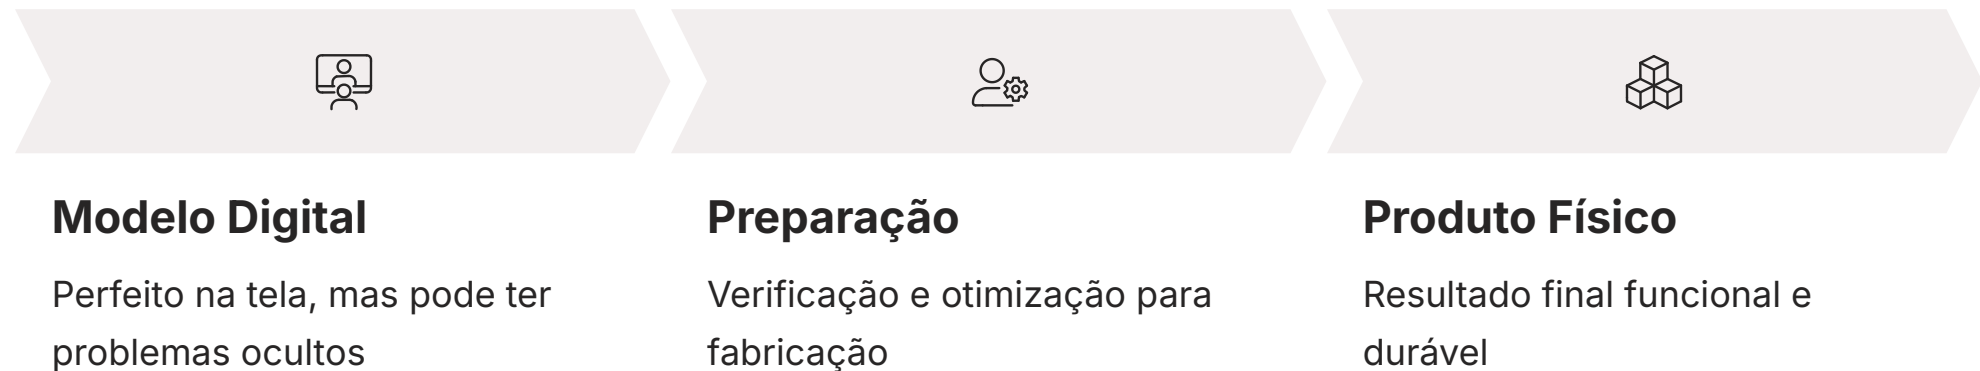 Modelo Digital
Perfeito na tela, mas pode ter
problemas ocultos
Preparação
Verificação e otimização para
fabricação
Produto Físico
Resultado final funcional e
durável